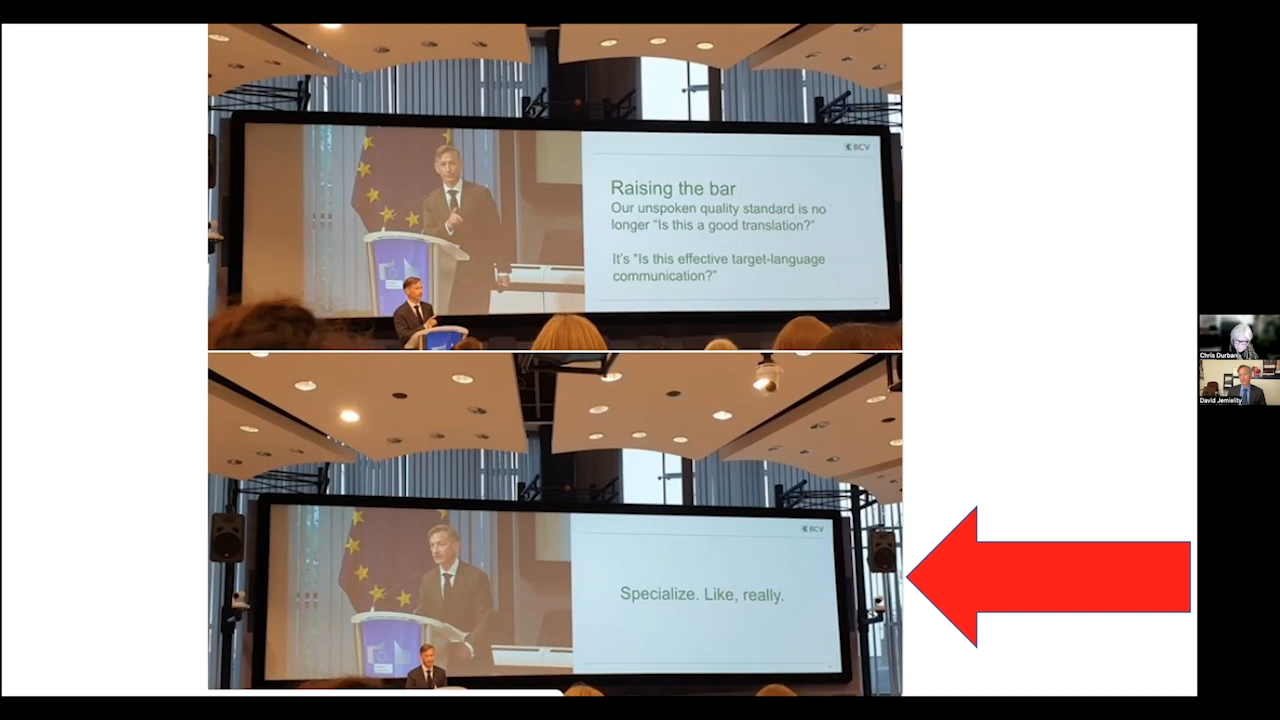 BCV
Raising the bar
Our unspoken quality standard is no
longer "Is this a good translation?"
It's "Is this effective target-language
communication?"
BCV
Specialize. Like, really.
Chris Durban
David Jemielity